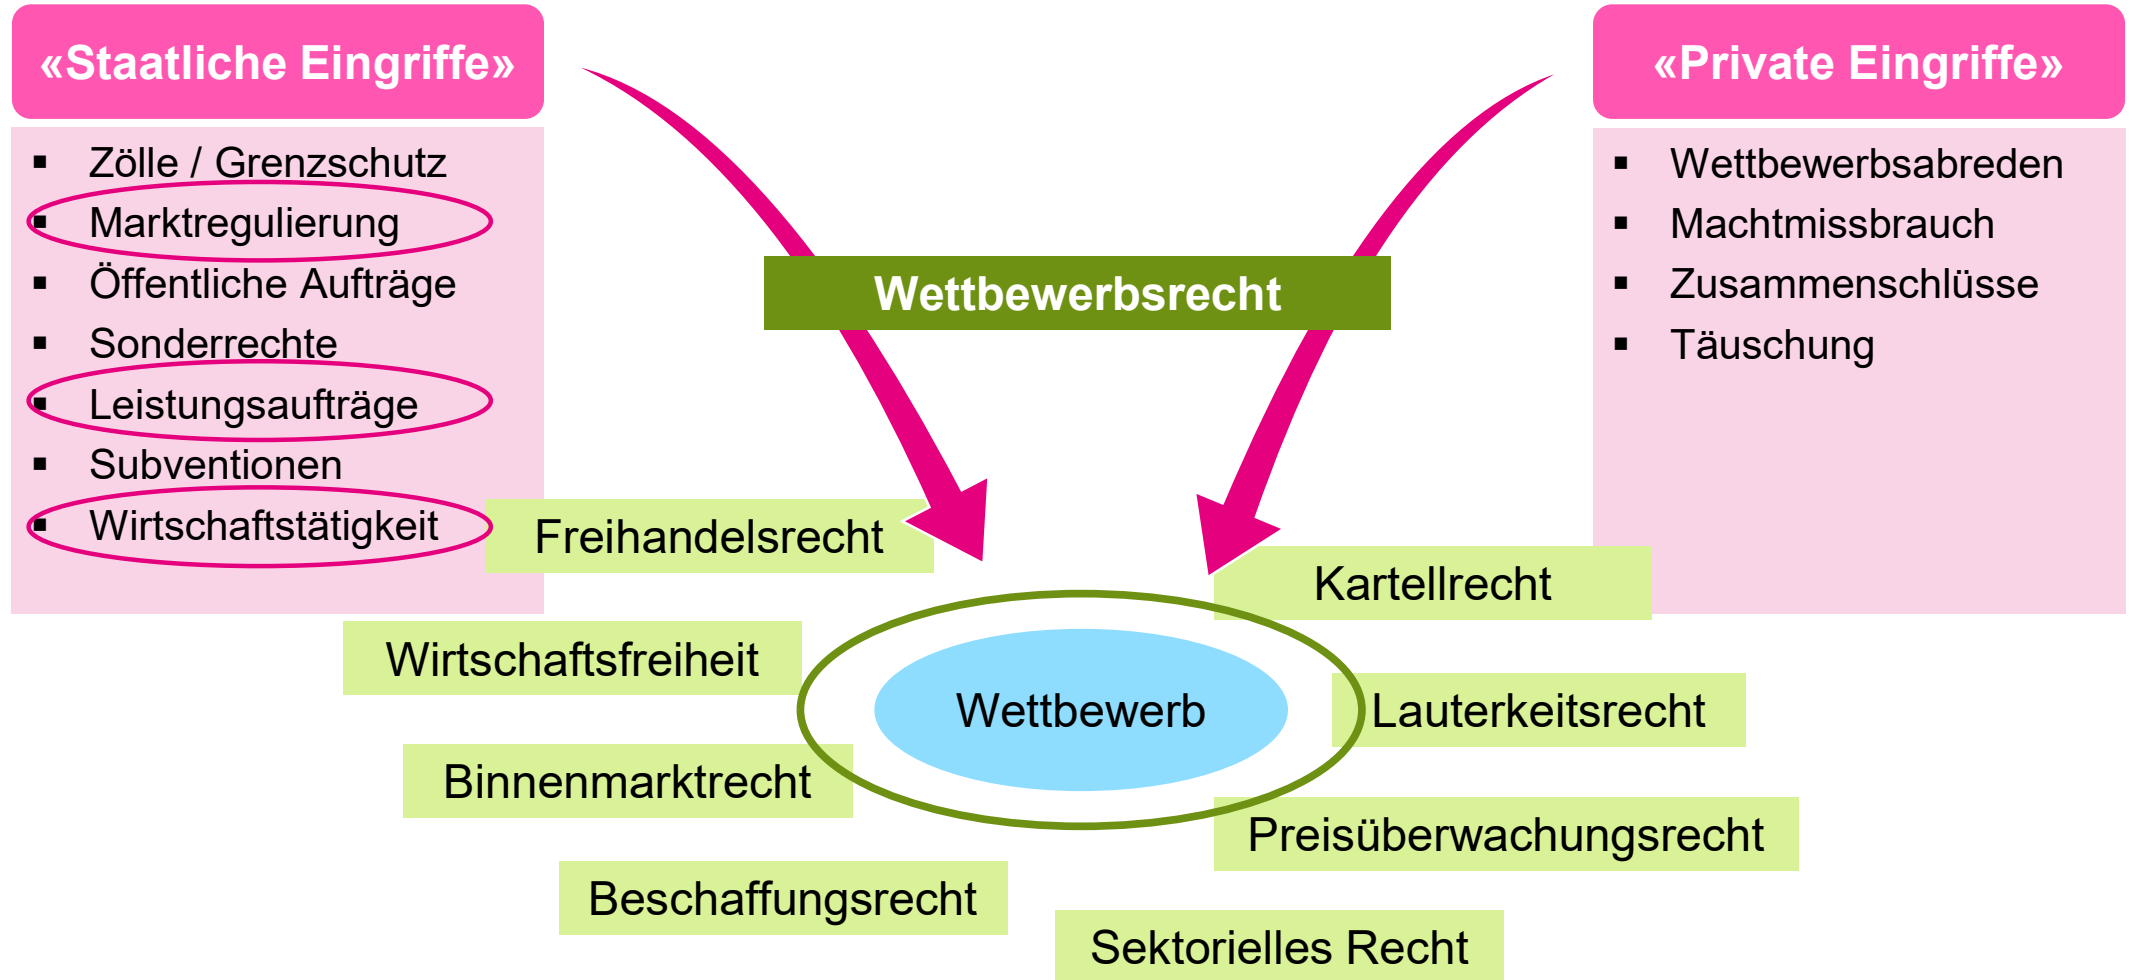 «Staatliche Eingriffe»
▪ Zölle / Grenzschutz
▪ Marktregulierung
▪ Öffentliche Aufträge
▪ Sonderrechte
▪ Leistungsaufträge
▪ Subventionen
▪ Wirtschaftstätigkeit
«Private Eingriffe»
▪ Wettbewerbsabreden
▪ Machtmissbrauch
▪ Zusammenschlüsse
▪ Täuschung
Wettbewerbsrecht
Freihandelsrecht
Kartellrecht
Wirtschaftsfreiheit
Wettbewerb
Lauterkeitsrecht
Binnenmarktrecht
Preisüberwachungsrecht
Beschaffungsrecht
Sektorielles Recht